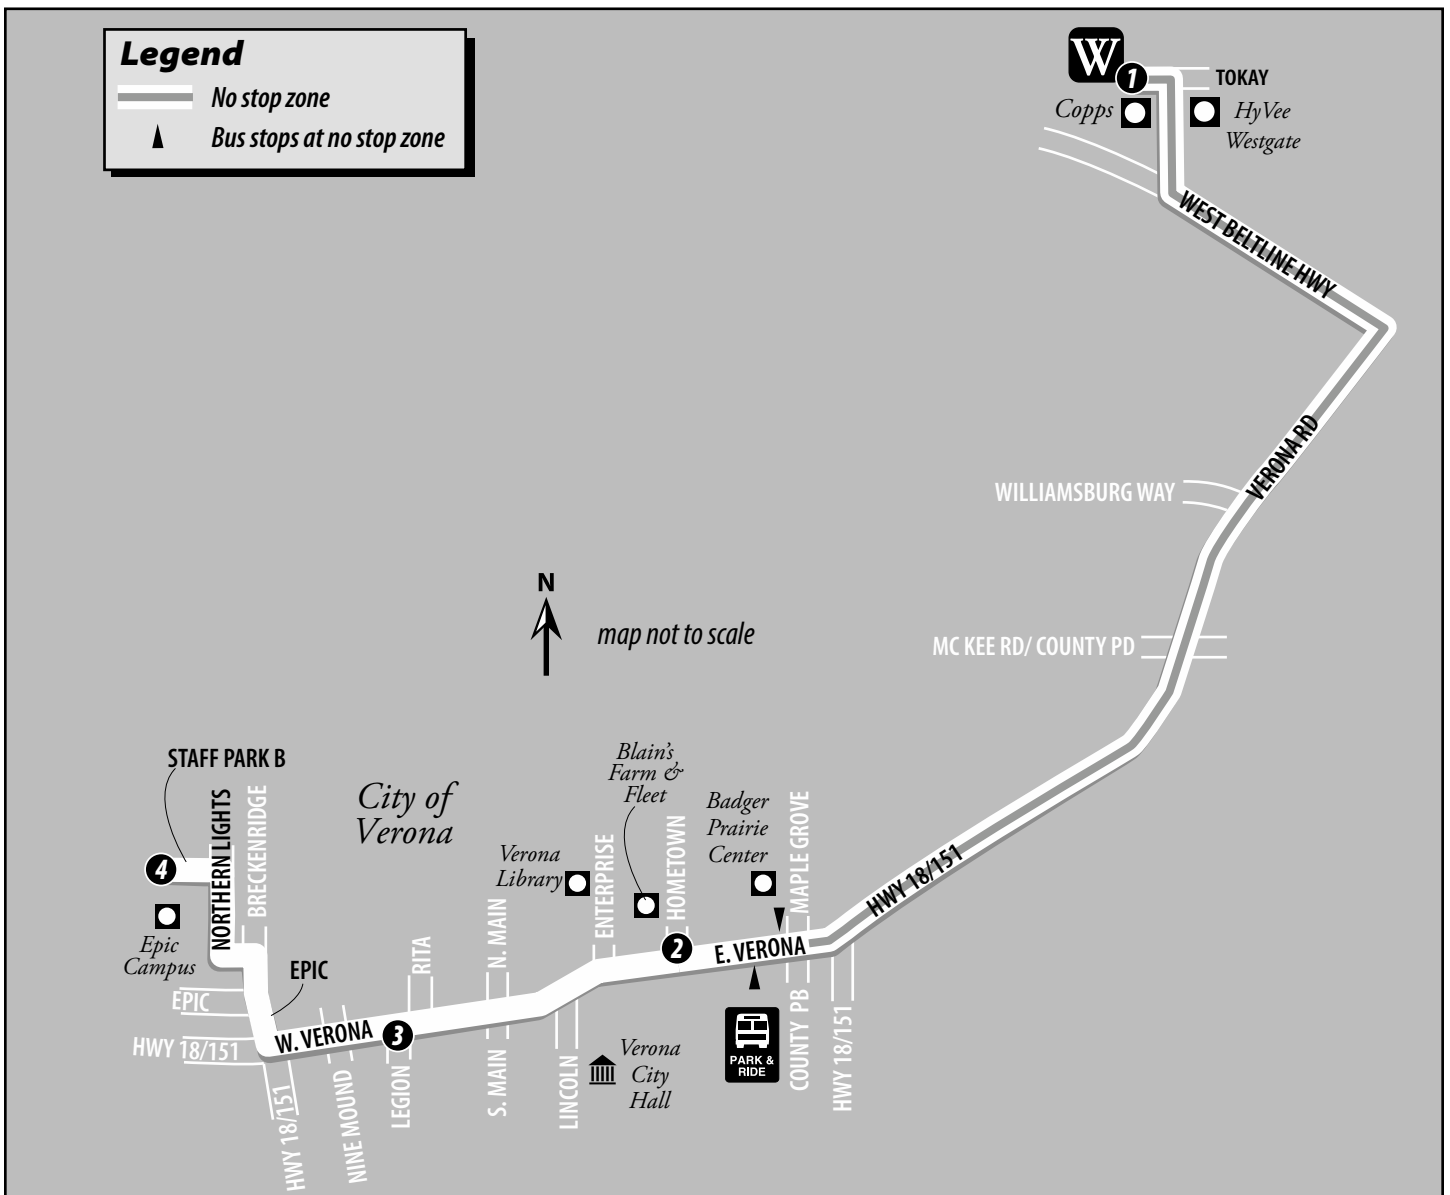 Legend
No stop zone
Bus stops at no stop zone
W
1
TOKAY
Copps
HyVee
Westgate
WEST BELTLINE HWY
VERONA RD
WILLIAMSBURG WAY
N
map not to scale
MC KEE RD/ COUNTY PD
STAFF PARK B
City of
Verona
Blain's
Farm &
Fleet
Badger
Prairie
Center
NORTHERN LIGHTS
BRECKENRIDGE
4
Epic
Campus
Verona
Library
ENTERPRISE
HOMETOWN
MAPLE GROVE
HWY 18/151
RITA
N. MAIN
2
E. VERONA
EPIC
EPIC
HWY 18/151
W. VERONA
3
HWY 18/151
NINE MOUND
LEGION
S. MAIN
LINCOLN
Verona
City
Hall
PARK &
RIDE
COUNTY PB
HWY 18/151